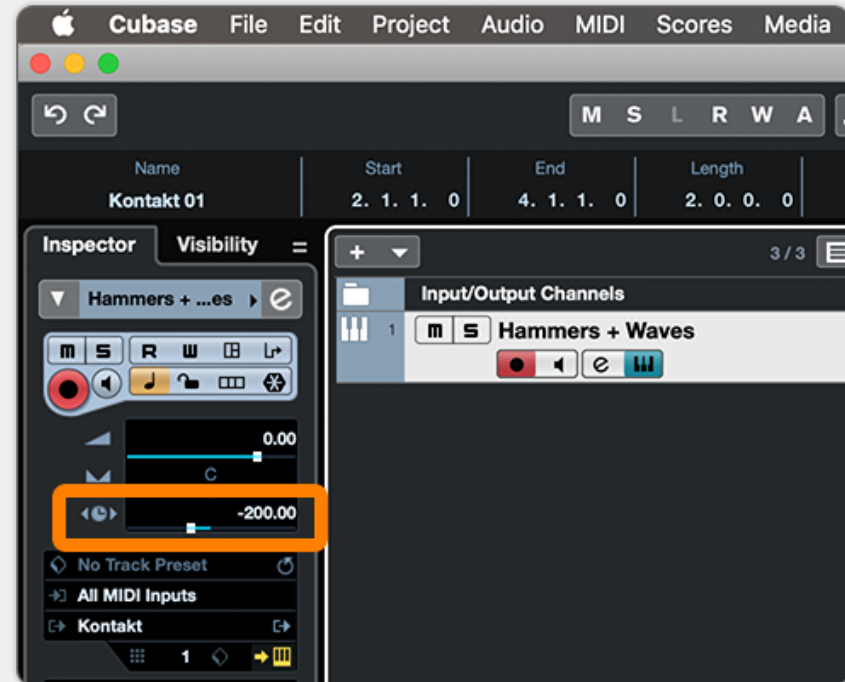 Cubase File Edit Project Audio MIDI Scores Media
M S L R W A
Name Start End Length
Kontakt 01 2. 1. 1. 0 4. 1. 1. 0 2. 0. 0. 0
Inspector Visibility
3 / 3
Hammers + ...es e
Input/Output Channels
1 m S Hammers + Waves
m S R W
e
0.00
C
-200.00
No Track Preset
All MIDI Inputs
Kontakt
1